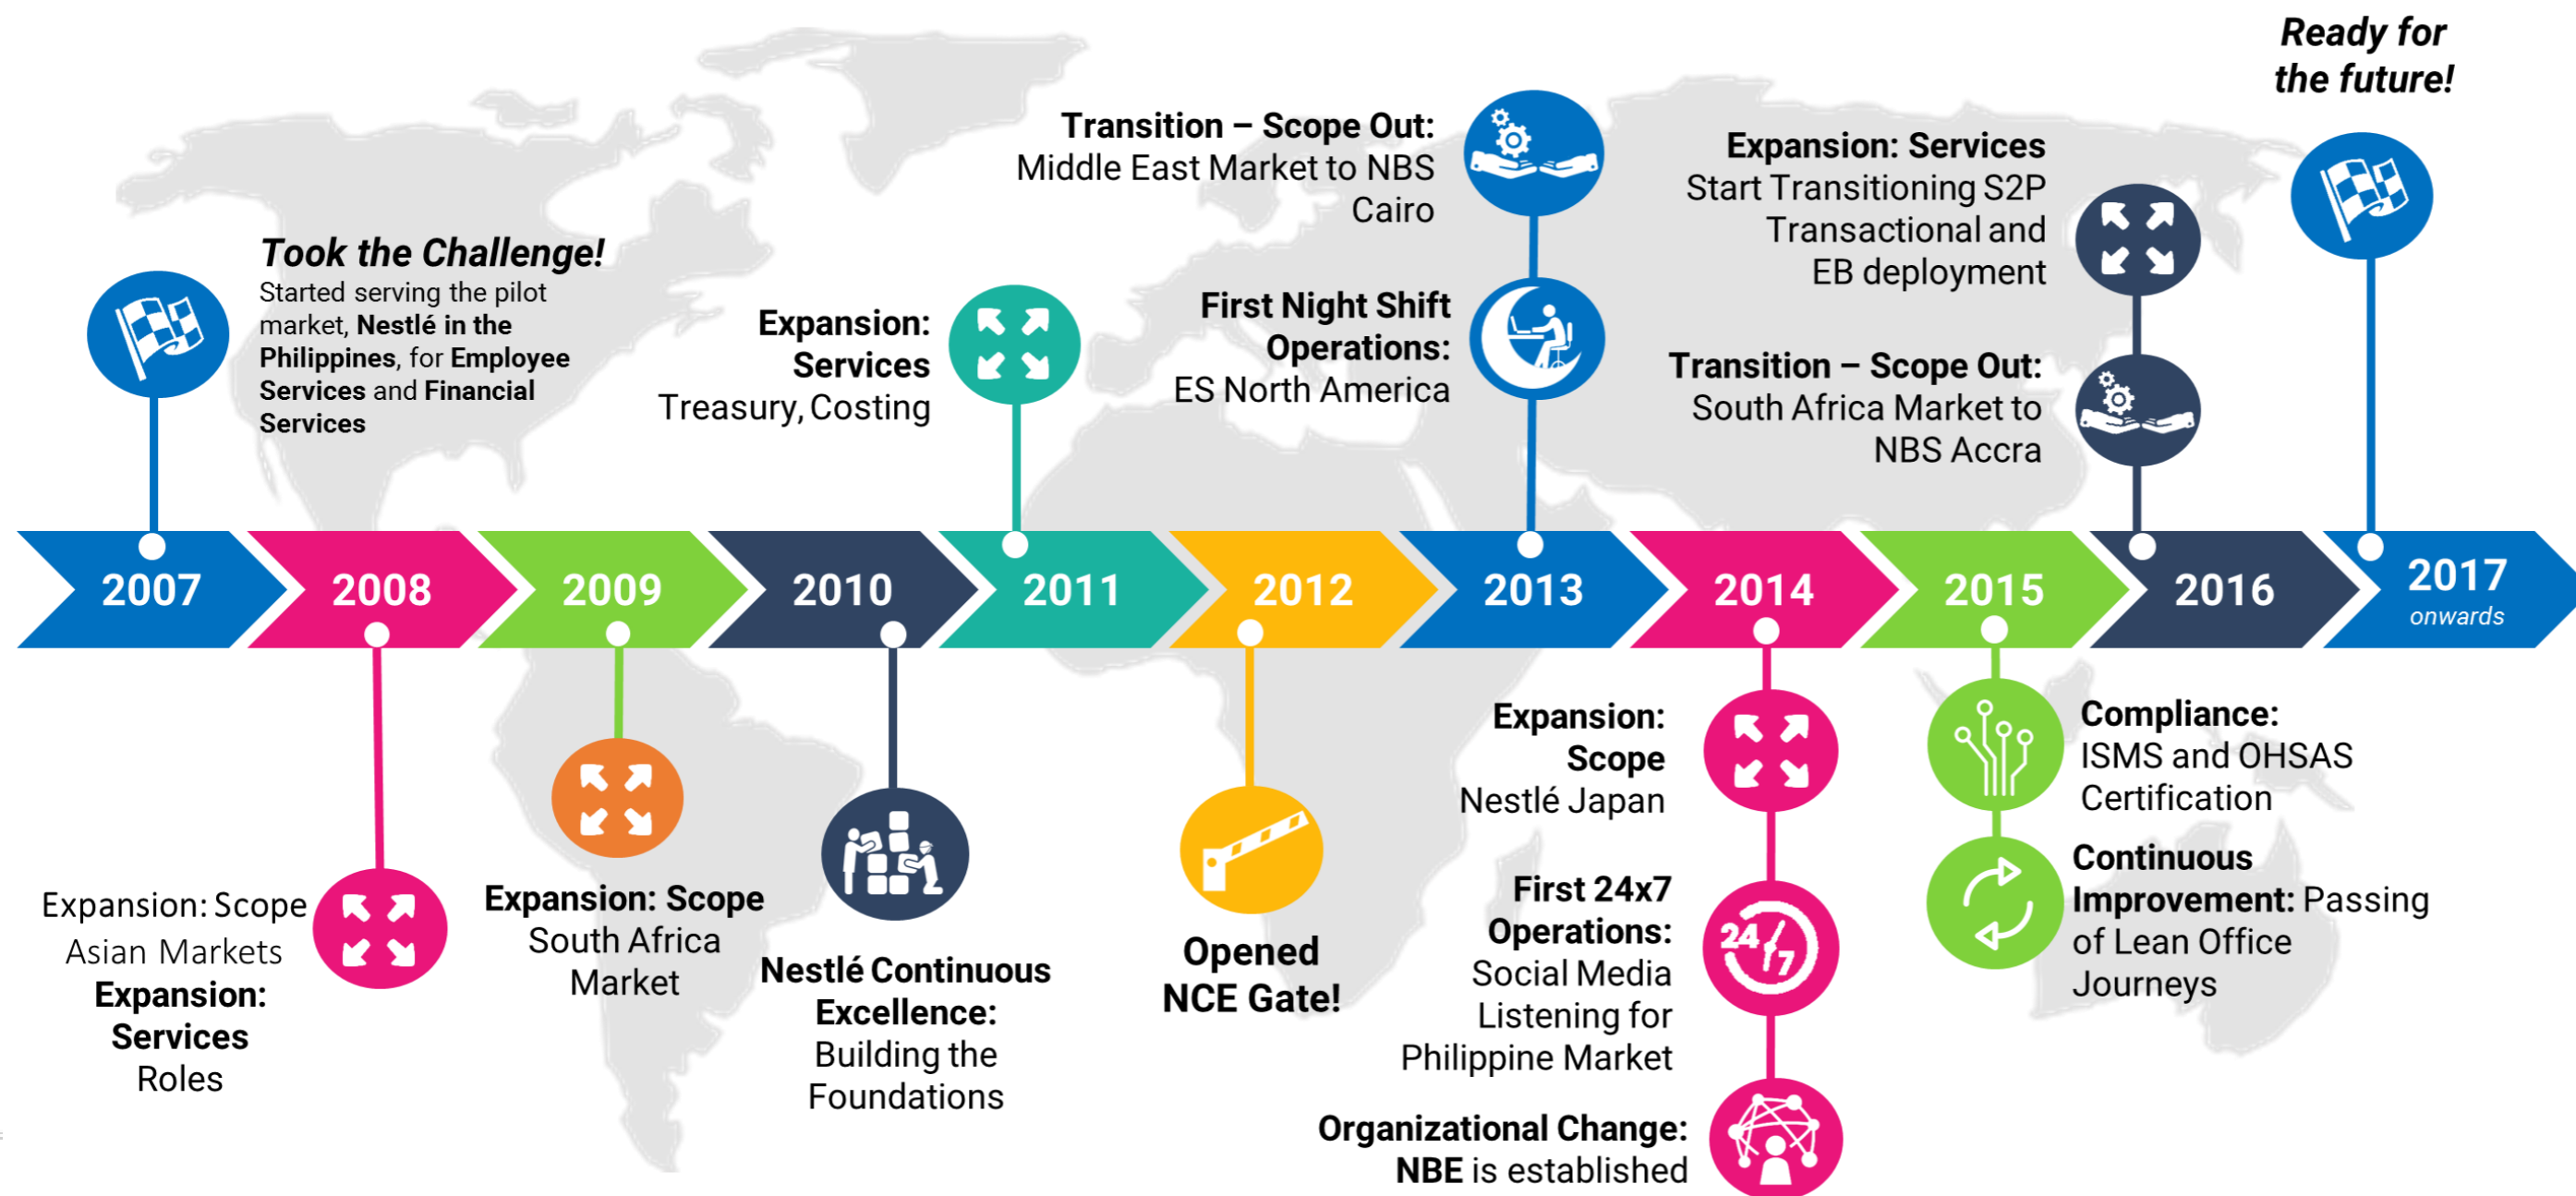 Ready for
the future!
Transition – Scope Out:
Middle East Market to NBS
Cairo
Expansion: Services
Start Transitioning S2P
Transactional and
EB deployment
Took the Challenge!
Started serving the pilot
market, Nestlé in the
Philippines, for Employee
Services and Financial
Services
Expansion:
Services
Treasury, Costing
First Night Shift
Operations:
ES North America
Transition – Scope Out:
South Africa Market to
NBS Accra
2007
2008
2009
2010
2011
2012
2013
2014
2015
2016
2017
onwards
Expansion: Scope
Asian Markets
Expansion:
Services
Roles
Expansion: Scope
South Africa
Market
Nestlé Continuous
Excellence:
Building the
Foundations
Opened
NCE Gate!
Expansion:
Scope
Nestlé Japan
First 24x7
Operations:
Social Media
Listening for
Philippine Market
24/7
Organizational Change:
NBE is established
Compliance:
ISMS and OHSAS
Certification
Continuous
Improvement: Passing
of Lean Office
Journeys